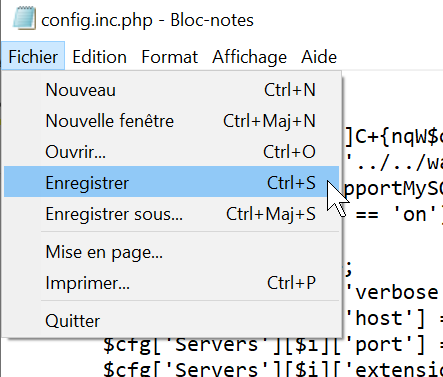 config.inc.php - Bloc-notes
Fichier Edition Format Affichage Aide
Nouveau Ctrl+N
Nouvelle fenêtre Ctrl+Maj+N ]C+{nqW$
Ouvrir... Ctrl+O '../../wa
Enregistrer Ctrl+S pportMySQ
Enregistrer sous... Ctrl+Maj+S == 'on')
Mise en page... ;
Imprimer... Ctrl+P 'verbose
'host'] =
Quitter
$cfg['Servers'][$i]['port'] =
$cfg['Servers'][$i]['extensio